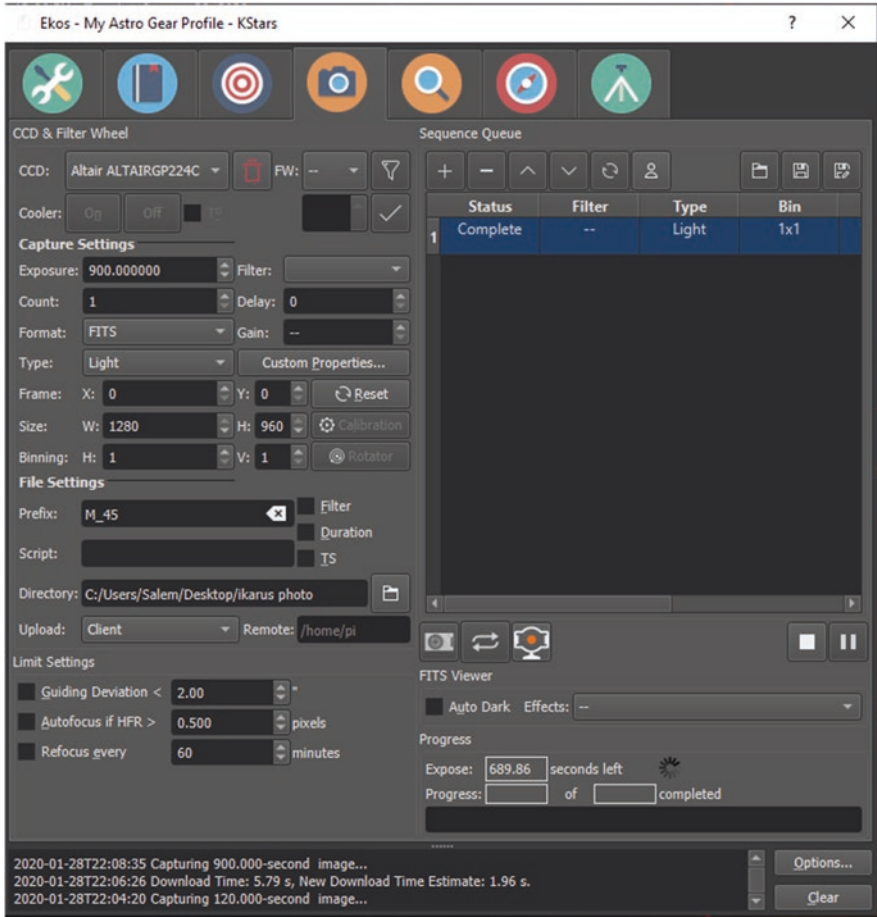 Ekos - My Astro Gear Profile - KStars
CCD & Filter Wheel
CCD: Altair ALTAIRGP224C FW: --
Cooler: On Off
Capture Settings
Exposure: 900.000000 Filter:
Count: 1 Delay: 0
Format: FITS Gain: --
Type: Light Custom Properties...
Frame: X: 0 Y: 0 Reset
Size: W: 1280 H: 960 Calibration
Binning: H: 1 V: 1 Rotator
File Settings
Prefix: M_45 Filter
Duration
Script: TS
Directory: C:/Users/Salem/Desktop/ikarus photo
Upload: Client Remote: /home/pi
Limit Settings
Guiding Deviation < 2.00 "
Autofocus if HFR > 0.500 pixels
Refocus every 60 minutes
Sequence Queue
Status Filter Type Bin
1 Complete -- Light 1x1
FITS Viewer
Auto Dark Effects: --
Progress
Expose: 689.86 seconds left
Progress: of completed
2020-01-28T22:08:35 Capturing 900.000-second image...
2020-01-28T22:06:26 Download Time: 5.79 s, New Download Time Estimate: 1.96 s.
2020-01-28T22:04:20 Capturing 120.000-second image...
Options...
Clear